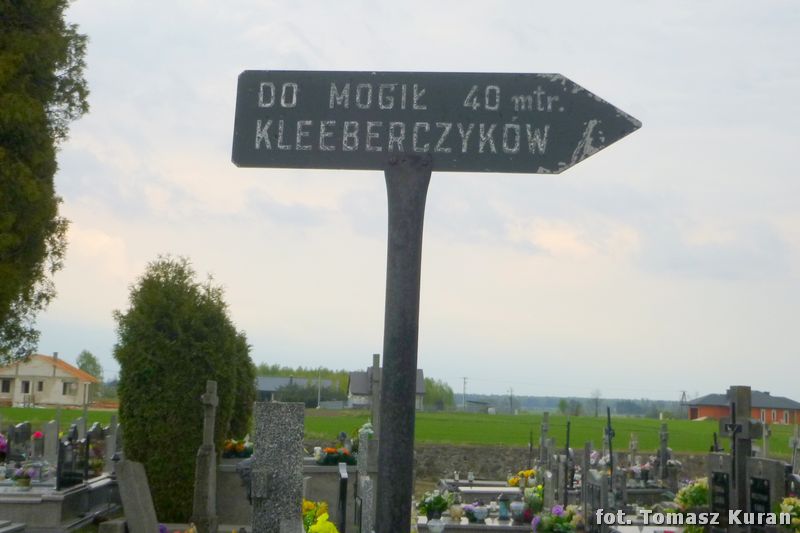 DO MOGIŁ 40 mtr.
KLEEBERCZYKÓW
fot. Tomasz Kuran